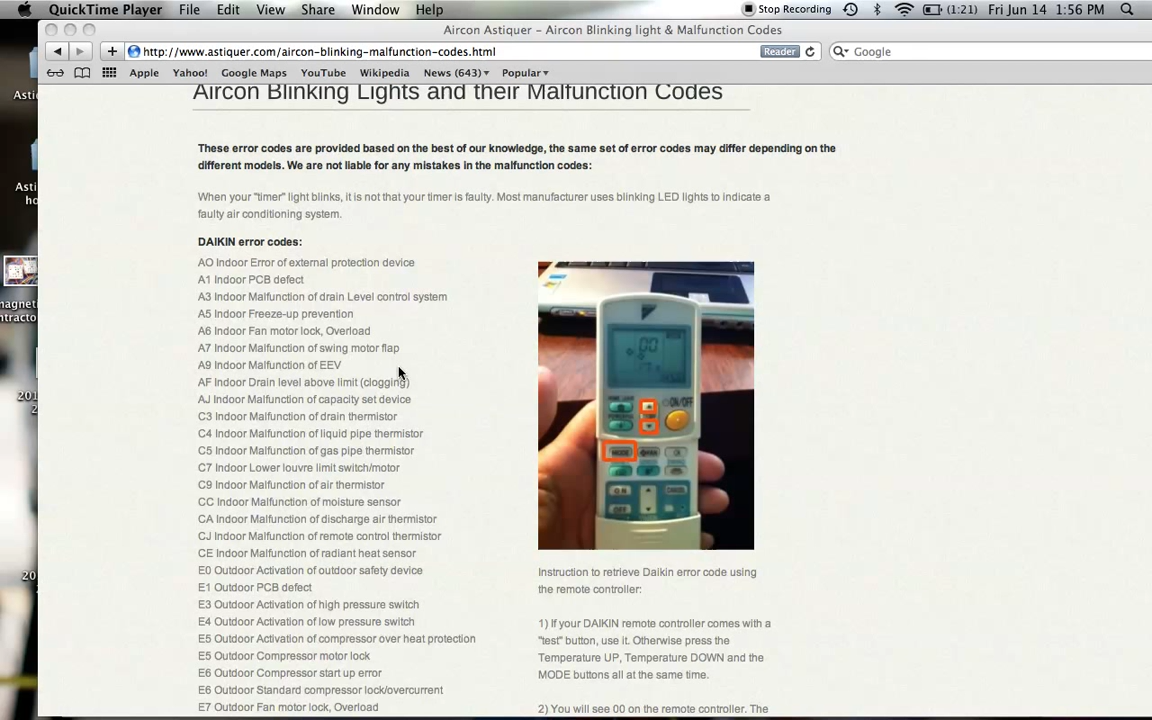 QuickTime Player File Edit View Share Window Help Stop Recording (1:21) Fri Jun 14 1:56 PM
Aircon Astiquer - Aircon Blinking light & Malfunction Codes
http://www.astiquer.com/aircon-blinking-malfunction-codes.html Reader Google
Apple Yahoo! Google Maps YouTube Wikipedia News (643) Popular
Aircon Blinking Lights and their Malfunction Codes
These error codes are provided based on the best of our knowledge, the same set of error codes may differ depending on the
different models. We are not liable for any mistakes in the malfunction codes:
When your "timer" light blinks, it is not that your timer is faulty. Most manufacturer uses blinking LED lights to indicate a
faulty air conditioning system.
DAIKIN error codes:
AO Indoor Error of external protection device
A1 Indoor PCB defect
A3 Indoor Malfunction of drain Level control system
A5 Indoor Freeze-up prevention
A6 Indoor Fan motor lock, Overload
A7 Indoor Malfunction of swing motor flap
A9 Indoor Malfunction of EEV
AF Indoor Drain level above limit (clogging)
AJ Indoor Malfunction of capacity set device
C3 Indoor Malfunction of drain thermistor
C4 Indoor Malfunction of liquid pipe thermistor
C5 Indoor Malfunction of gas pipe thermistor
C7 Indoor Lower louvre limit switch/motor
C9 Indoor Malfunction of air thermistor
CC Indoor Malfunction of moisture sensor
CA Indoor Malfunction of discharge air thermistor
CJ Indoor Malfunction of remote control thermistor
CE Indoor Malfunction of radiant heat sensor
E0 Outdoor Activation of outdoor safety device
E1 Outdoor PCB defect
E3 Outdoor Activation of high pressure switch
E4 Outdoor Activation of low pressure switch
E5 Outdoor Activation of compressor over heat protection
E5 Outdoor Compressor motor lock
E6 Outdoor Compressor start up error
E6 Outdoor Standard compressor lock/overcurrent
E7 Outdoor Fan motor lock, Overload
00
ON/OFF
MODE
ON
CANCEL
OFF
Instruction to retrieve Daikin error code using
the remote controller:
1) If your DAIKIN remote controller comes with a
"test" button, use it. Otherwise press the
Temperature UP, Temperature DOWN and the
MODE buttons all at the same time.
2) You will see 00 on the remote controller. The